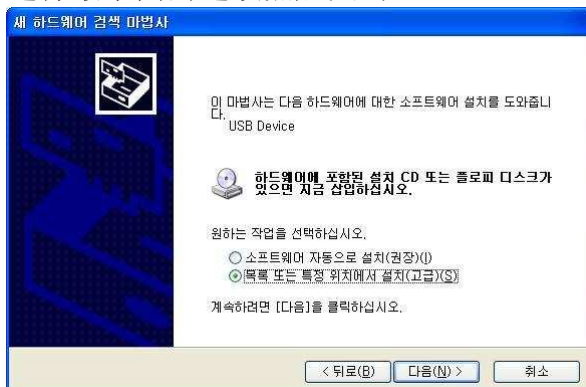 새 하드웨어 검색 마법사
이 마법사는 다음 하드웨어에 대한 소프트웨어 설치를 도와줍니
다.
USB Device
하드웨어에 포함된 설치 CD 또는 플로피 디스크가
있으면 지금 삽입하십시오.
원하는 작업을 선택하십시오.
소프트웨어 자동으로 설치(권장)(I)
목록 또는 특정 위치에서 설치(고급)(S)
계속하려면 [다음]을 클릭하십시오.
< 뒤로(B) 다음(N) > 취소